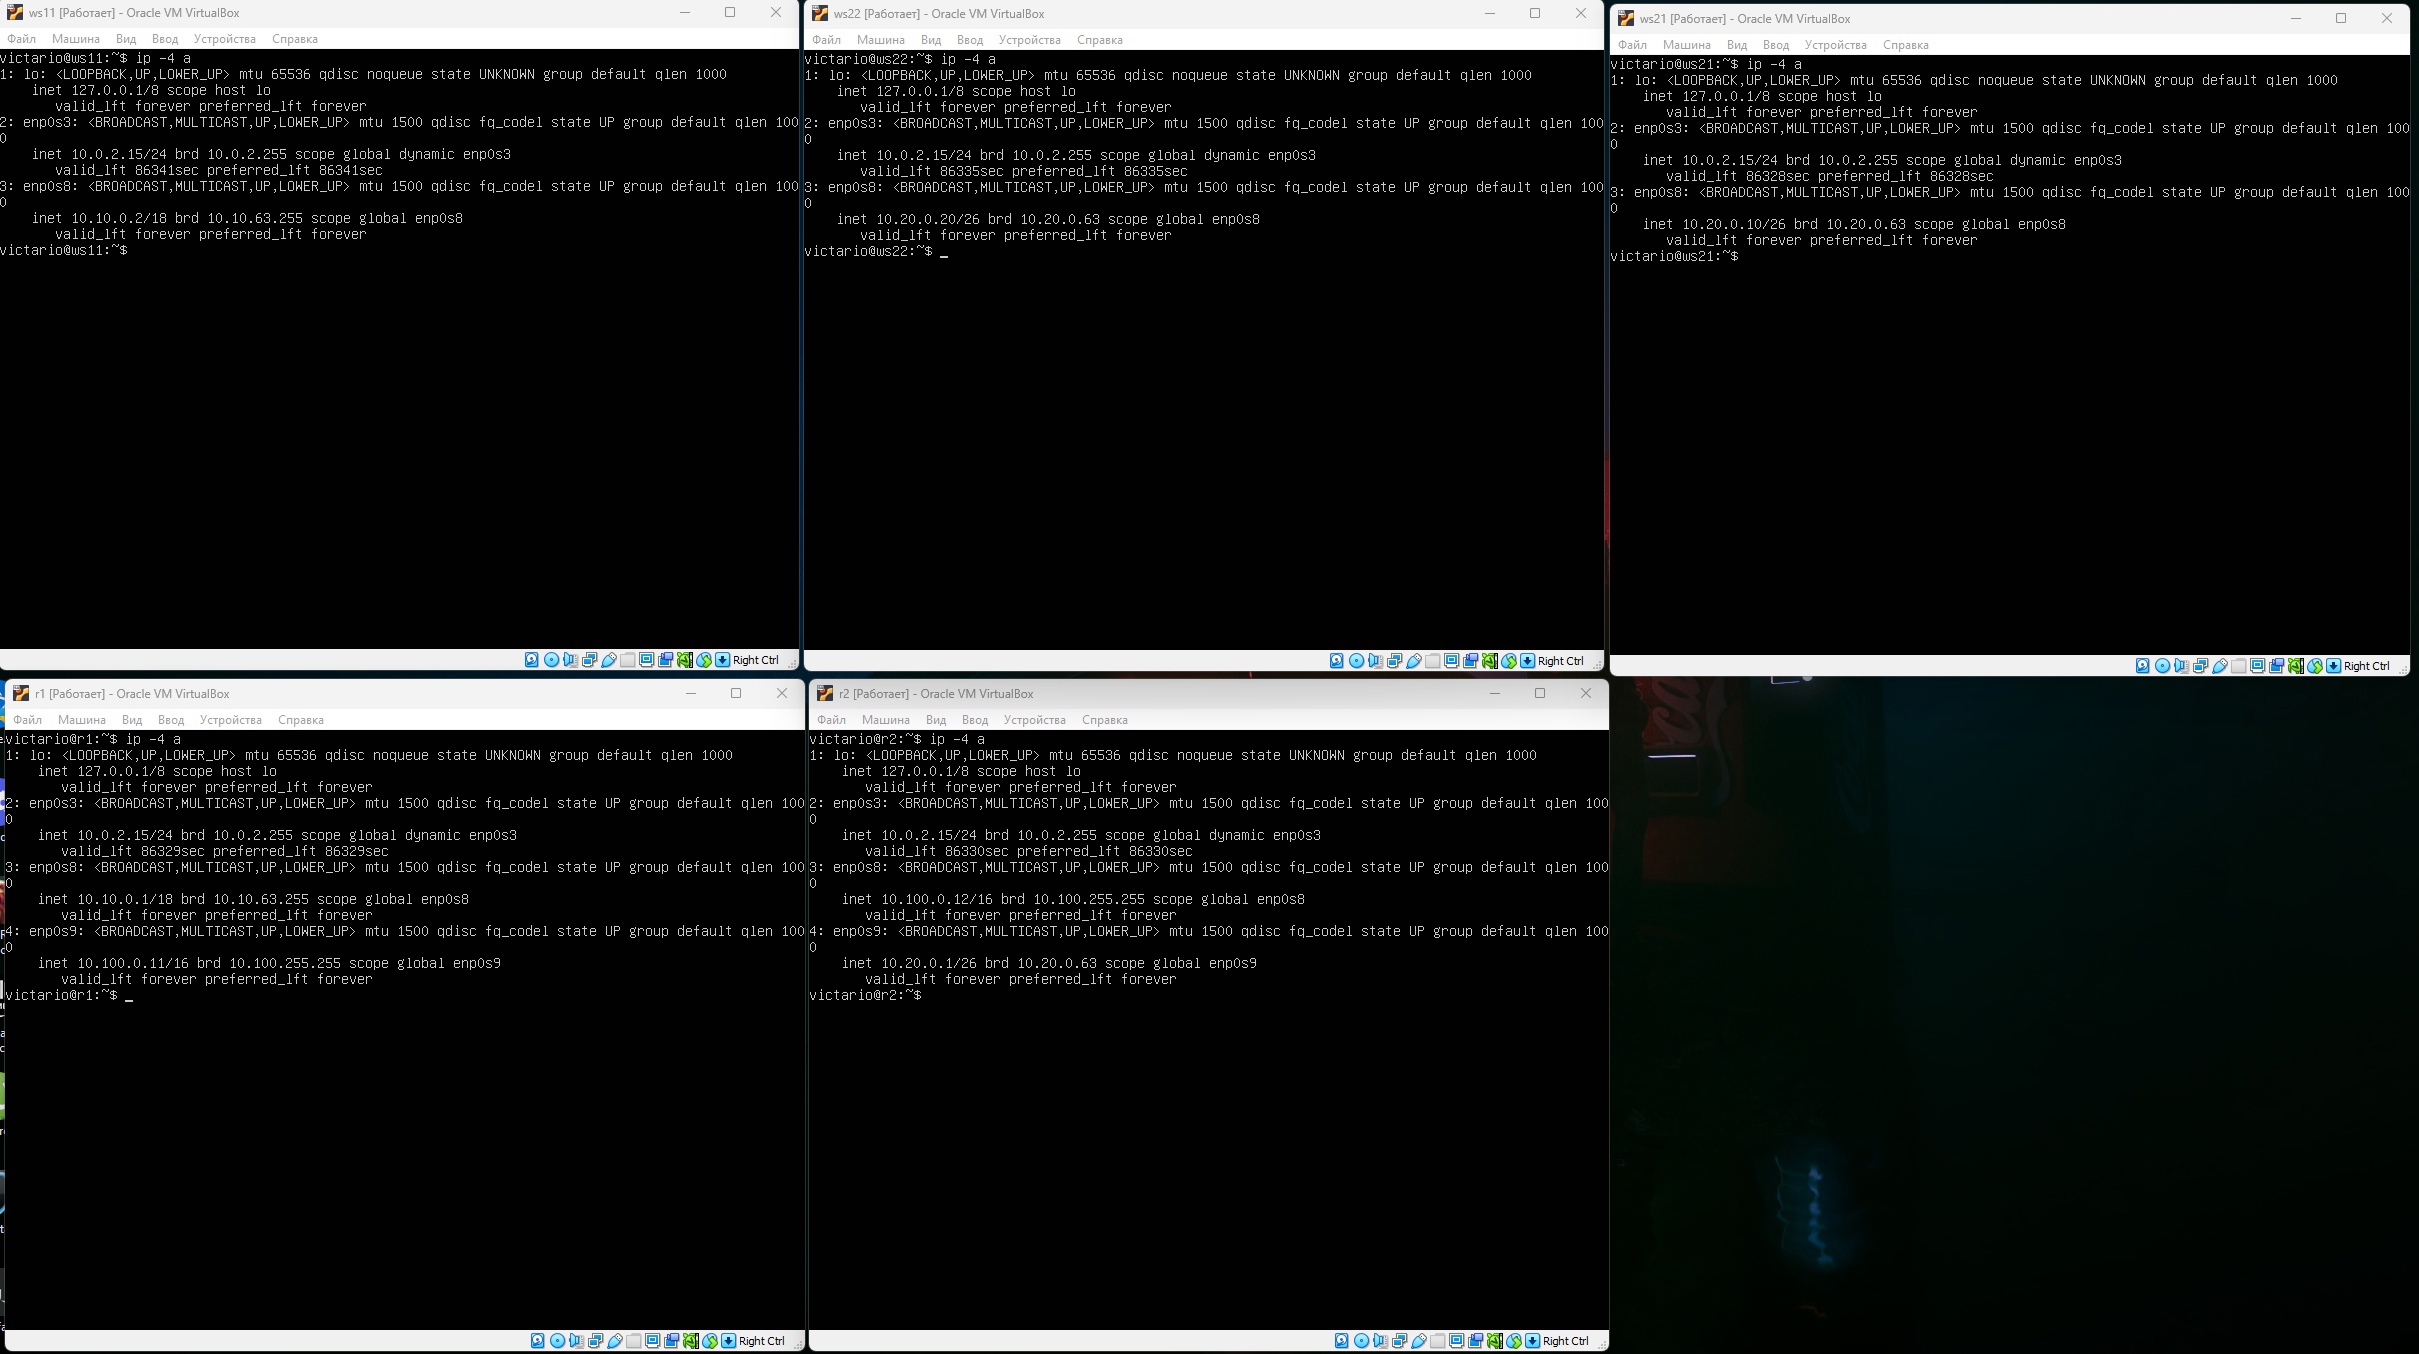 ws11 [Работает] - Oracle VM VirtualBox
Файл Машина Вид Ввод Устройства Справка
victario@ws11:~$ ip -4 a
1: lo: <LOOPBACK,UP,LOWER_UP> mtu 65536 qdisc noqueue state UNKNOWN group default qlen 1000
    inet 127.0.0.1/8 scope host lo
       valid_lft forever preferred_lft forever
2: enp0s3: <BROADCAST,MULTICAST,UP,LOWER_UP> mtu 1500 qdisc fq_codel state UP group default qlen 100
0
    inet 10.0.2.15/24 brd 10.0.2.255 scope global dynamic enp0s3
       valid_lft 86341sec preferred_lft 86341sec
3: enp0s8: <BROADCAST,MULTICAST,UP,LOWER_UP> mtu 1500 qdisc fq_codel state UP group default qlen 100
0
    inet 10.10.0.2/18 brd 10.10.63.255 scope global enp0s8
       valid_lft forever preferred_lft forever
victario@ws11:~$
Right Ctrl
ws22 [Работает] - Oracle VM VirtualBox
Файл Машина Вид Ввод Устройства Справка
victario@ws22:~$ ip -4 a
1: lo: <LOOPBACK,UP,LOWER_UP> mtu 65536 qdisc noqueue state UNKNOWN group default qlen 1000
    inet 127.0.0.1/8 scope host lo
       valid_lft forever preferred_lft forever
2: enp0s3: <BROADCAST,MULTICAST,UP,LOWER_UP> mtu 1500 qdisc fq_codel state UP group default qlen 100
0
    inet 10.0.2.15/24 brd 10.0.2.255 scope global dynamic enp0s3
       valid_lft 86335sec preferred_lft 86335sec
3: enp0s8: <BROADCAST,MULTICAST,UP,LOWER_UP> mtu 1500 qdisc fq_codel state UP group default qlen 100
0
    inet 10.20.0.20/26 brd 10.20.0.63 scope global enp0s8
       valid_lft forever preferred_lft forever
victario@ws22:~$ _
Right Ctrl
ws21 [Работает] - Oracle VM VirtualBox
Файл Машина Вид Ввод Устройства Справка
victario@ws21:~$ ip -4 a
1: lo: <LOOPBACK,UP,LOWER_UP> mtu 65536 qdisc noqueue state UNKNOWN group default qlen 1000
    inet 127.0.0.1/8 scope host lo
       valid_lft forever preferred_lft forever
2: enp0s3: <BROADCAST,MULTICAST,UP,LOWER_UP> mtu 1500 qdisc fq_codel state UP group default qlen 100
0
    inet 10.0.2.15/24 brd 10.0.2.255 scope global dynamic enp0s3
       valid_lft 86328sec preferred_lft 86328sec
3: enp0s8: <BROADCAST,MULTICAST,UP,LOWER_UP> mtu 1500 qdisc fq_codel state UP group default qlen 100
0
    inet 10.20.0.10/26 brd 10.20.0.63 scope global enp0s8
       valid_lft forever preferred_lft forever
victario@ws21:~$
Right Ctrl
r1 [Работает] - Oracle VM VirtualBox
Файл Машина Вид Ввод Устройства Справка
victario@r1:~$ ip -4 a
1: lo: <LOOPBACK,UP,LOWER_UP> mtu 65536 qdisc noqueue state UNKNOWN group default qlen 1000
    inet 127.0.0.1/8 scope host lo
       valid_lft forever preferred_lft forever
2: enp0s3: <BROADCAST,MULTICAST,UP,LOWER_UP> mtu 1500 qdisc fq_codel state UP group default qlen 100
0
    inet 10.0.2.15/24 brd 10.0.2.255 scope global dynamic enp0s3
       valid_lft 86329sec preferred_lft 86329sec
3: enp0s8: <BROADCAST,MULTICAST,UP,LOWER_UP> mtu 1500 qdisc fq_codel state UP group default qlen 100
0
    inet 10.10.0.1/18 brd 10.10.63.255 scope global enp0s8
       valid_lft forever preferred_lft forever
4: enp0s9: <BROADCAST,MULTICAST,UP,LOWER_UP> mtu 1500 qdisc fq_codel state UP group default qlen 100
0
    inet 10.100.0.11/16 brd 10.100.255.255 scope global enp0s9
       valid_lft forever preferred_lft forever
victario@r1:~$ _
Right Ctrl
r2 [Работает] - Oracle VM VirtualBox
Файл Машина Вид Ввод Устройства Справка
victario@r2:~$ ip -4 a
1: lo: <LOOPBACK,UP,LOWER_UP> mtu 65536 qdisc noqueue state UNKNOWN group default qlen 1000
    inet 127.0.0.1/8 scope host lo
       valid_lft forever preferred_lft forever
2: enp0s3: <BROADCAST,MULTICAST,UP,LOWER_UP> mtu 1500 qdisc fq_codel state UP group default qlen 100
0
    inet 10.0.2.15/24 brd 10.0.2.255 scope global dynamic enp0s3
       valid_lft 86330sec preferred_lft 86330sec
3: enp0s8: <BROADCAST,MULTICAST,UP,LOWER_UP> mtu 1500 qdisc fq_codel state UP group default qlen 100
0
    inet 10.100.0.12/16 brd 10.100.255.255 scope global enp0s8
       valid_lft forever preferred_lft forever
4: enp0s9: <BROADCAST,MULTICAST,UP,LOWER_UP> mtu 1500 qdisc fq_codel state UP group default qlen 100
0
    inet 10.20.0.1/26 brd 10.20.0.63 scope global enp0s9
       valid_lft forever preferred_lft forever
victario@r2:~$
Right Ctrl